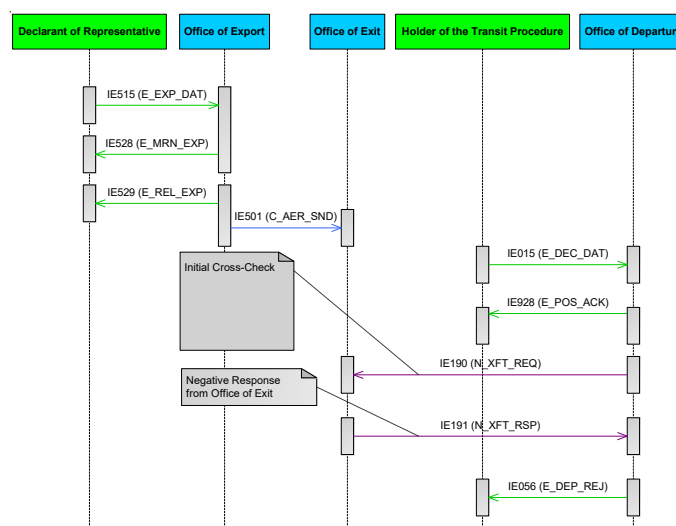 Declarant of Representative
Office of Export
Office of Exit
Holder of the Transit Procedure
Office of Departur
IE515 (E_EXP_DAT)
IE528 (E_MRN_EXP)
IE529 (E_REL_EXP)
IE501 (C_AER_SND)
IE015 (E_DEC_DAT)
Initial Cross-Check
IE928 (E_POS_ACK)
IE190 (N_XFT_REQ)
Negative Response
from Office of Exit
IE191 (N_XFT_RSP)
IE056 (E_DEP_REJ)